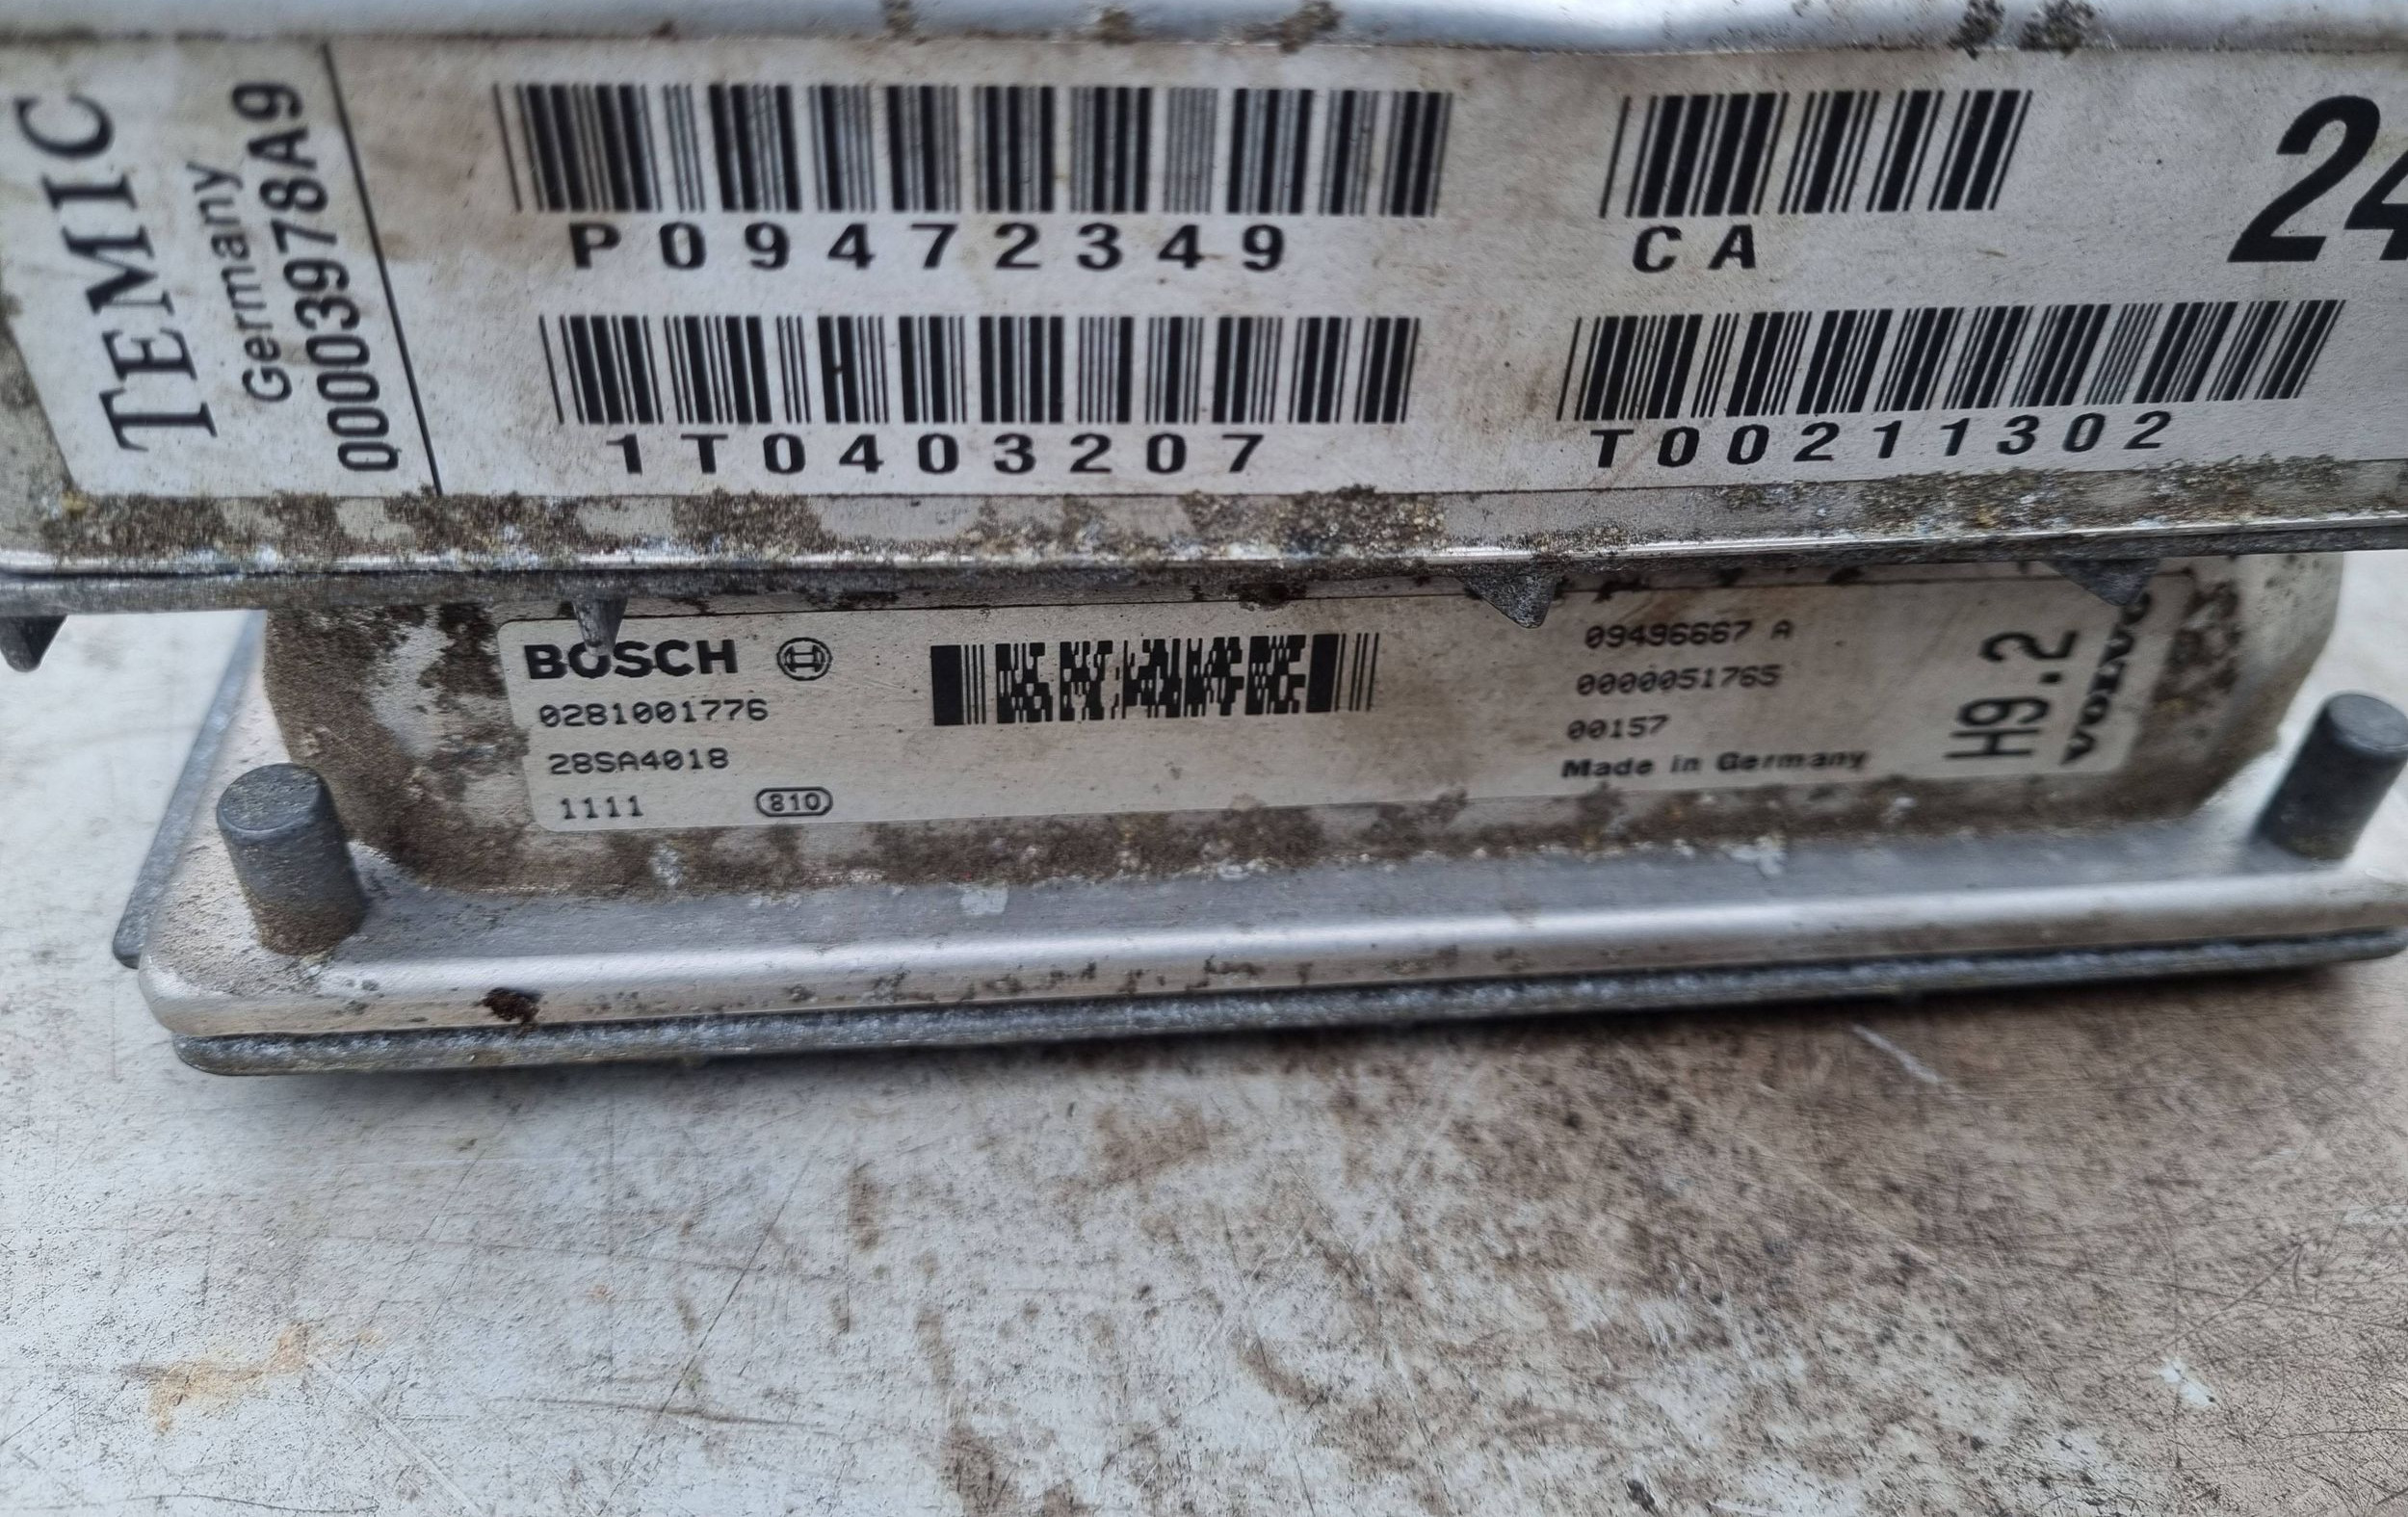 TEMIC
Germany
00003978A9
P09472349
CA
24
1T0403207
T00211302
BOSCH
0281001776
28SA4018
1111
810
09496667 A
0000051765
00157
Made in Germany
H9.2
VOLVO